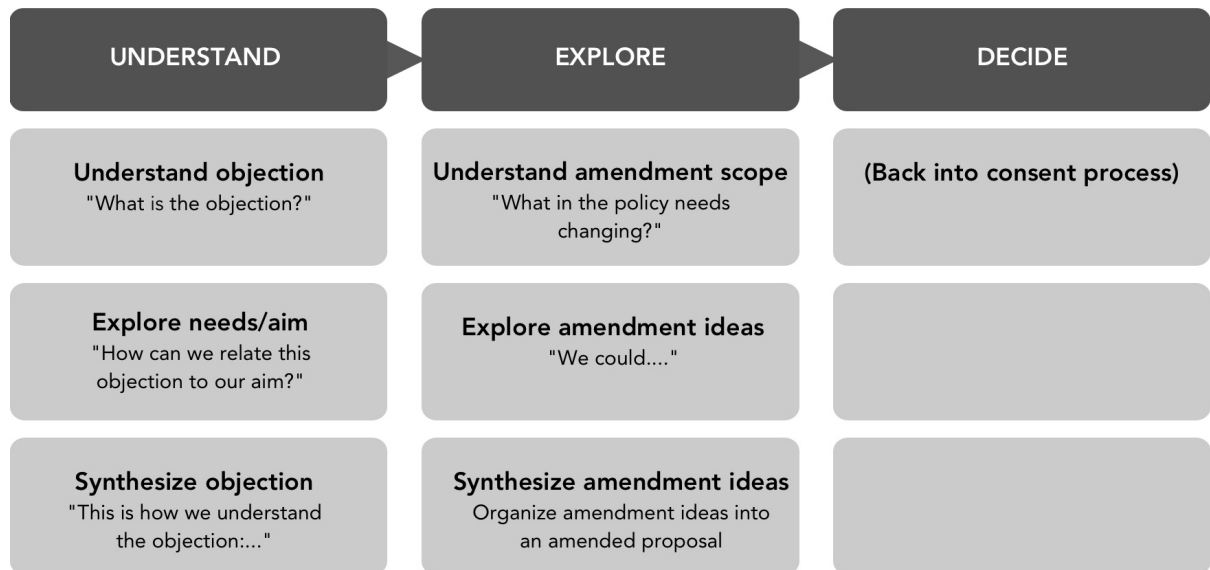 UNDERSTAND
EXPLORE
DECIDE
Understand objection
"What is the objection?"
Understand amendment scope
"What in the policy needs
changing?"
(Back into consent process)
Explore needs/aim
"How can we relate this
objection to our aim?"
Explore amendment ideas
"We could...."
Synthesize objection
"This is how we understand
the objection:..."
Synthesize amendment ideas
Organize amendment ideas into
an amended proposal